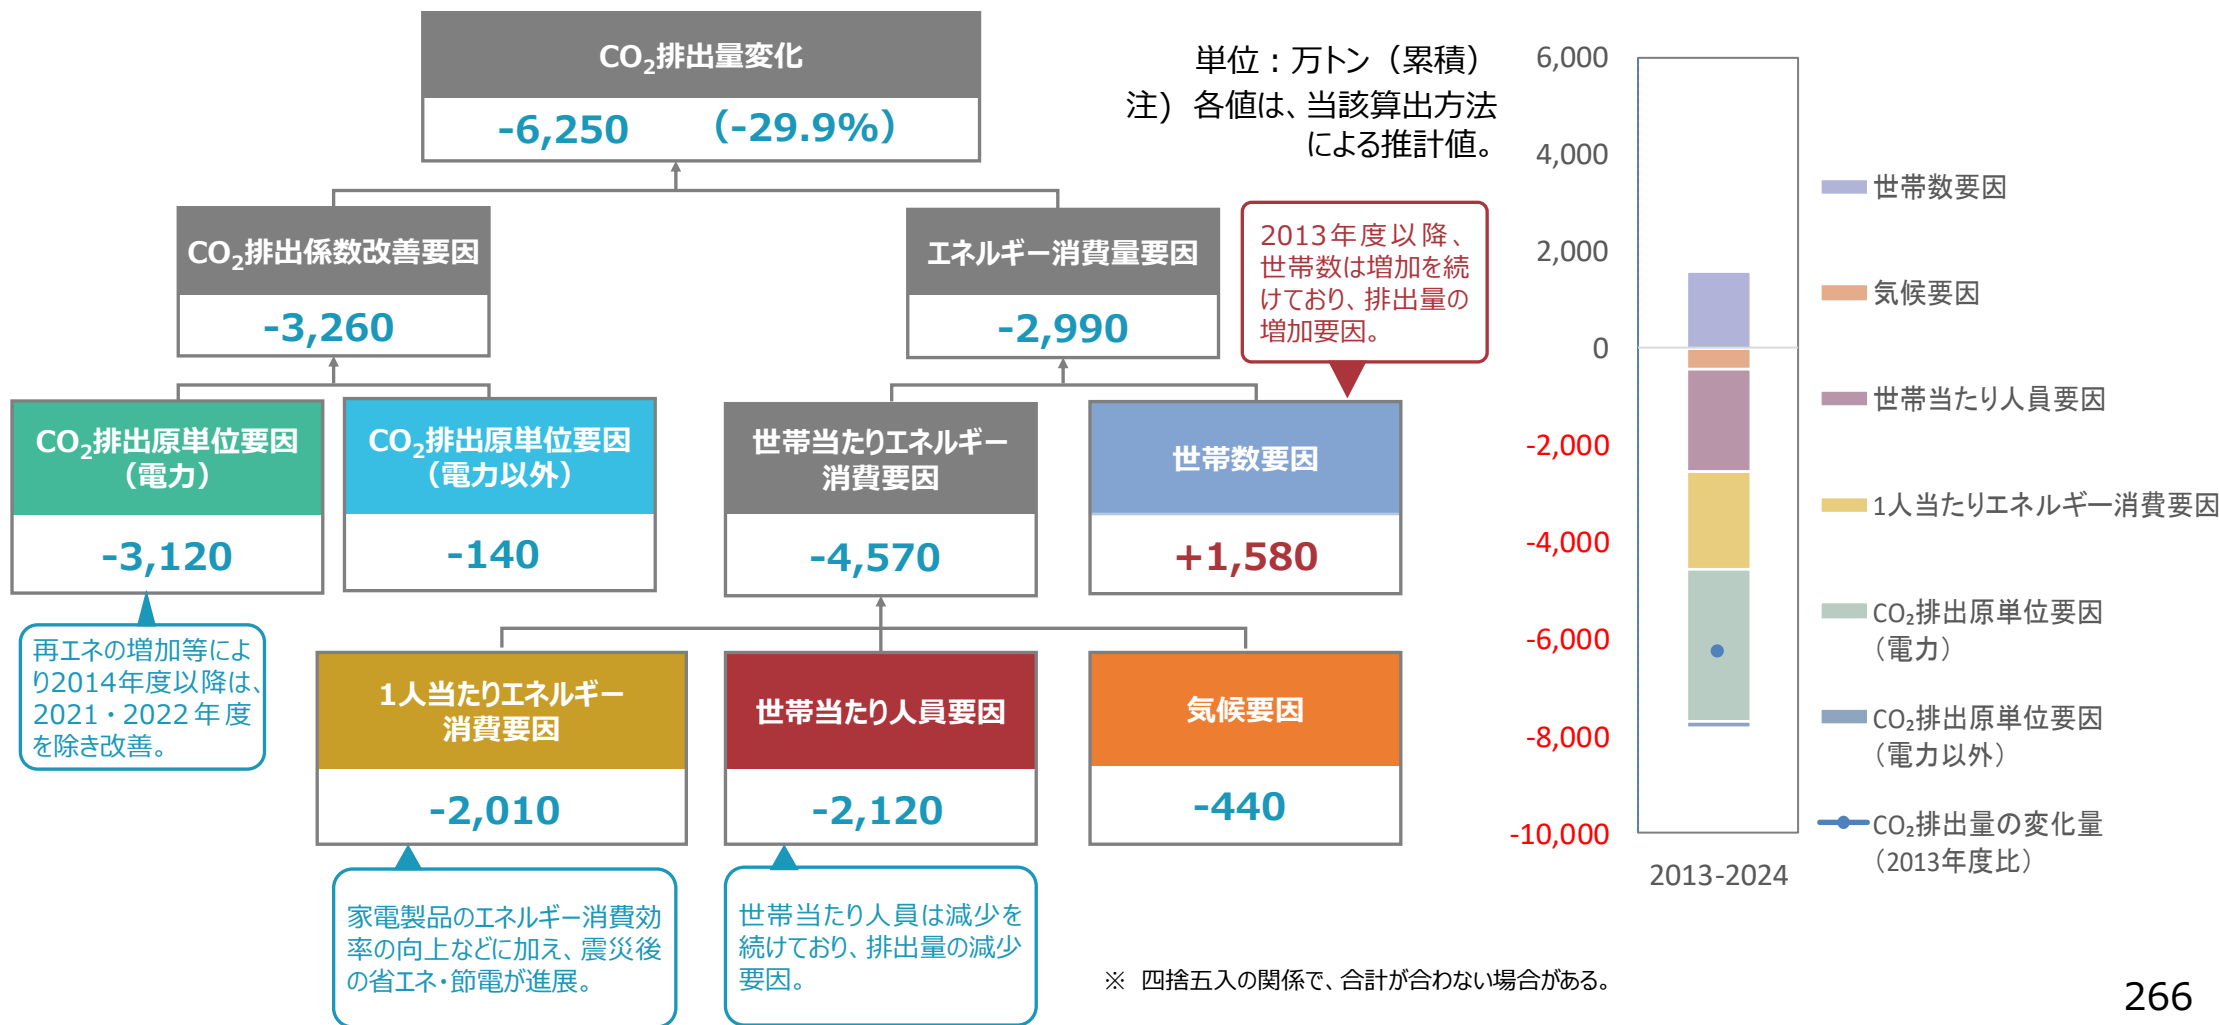 CO₂排出量変化
-6,250 (-29.9%)
単位：万トン（累積）
注）各値は、当該算出方法
による推計値。
CO₂排出係数改善要因
-3,260
エネルギー消費量要因
-2,990
2013年度以降、
世帯数は増加を続
けており、排出量の
増加要因。
CO₂排出原単位要因
（電力）
-3,120
CO₂排出原単位要因
（電力以外）
-140
世帯当たりエネルギー
消費要因
-4,570
世帯数要因
+1,580
再エネの増加等によ
り2014年度以降は、
2021・2022年度
を除き改善。
1人当たりエネルギー
消費要因
-2,010
世帯当たり人員要因
-2,120
気候要因
-440
家電製品のエネルギー消費効
率の向上などに加え、震災後
の省エネ・節電が進展。
世帯当たり人員は減少を
続けており、排出量の減少
要因。
※ 四捨五入の関係で、合計が合わない場合がある。
6,000
4,000
2,000
0
-2,000
-4,000
-6,000
-8,000
-10,000
2013-2024
世帯数要因
気候要因
世帯当たり人員要因
1人当たりエネルギー消費要因
CO₂排出原単位要因
（電力）
CO₂排出原単位要因
（電力以外）
CO₂排出量の変化量
（2013年度比）
266